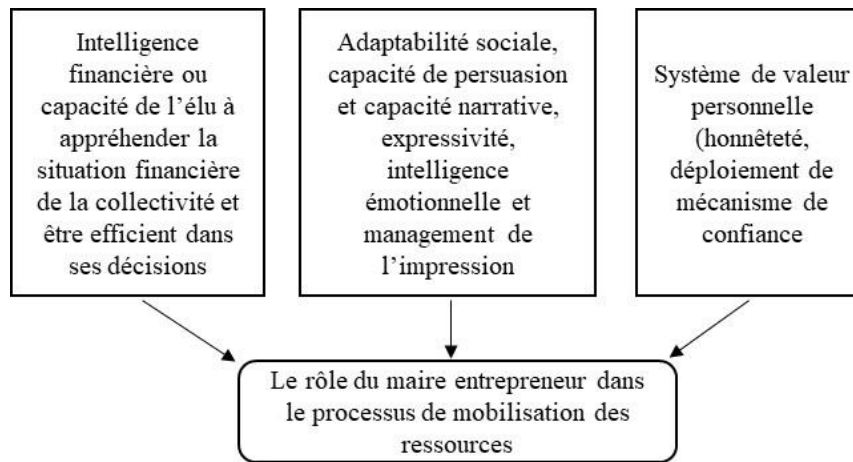 Intelligence
financière ou
capacité de l'élu à
appréhender la
situation financière
de la collectivité et
être efficient dans
ses décisions
Adaptabilité sociale,
capacité de persuasion
et capacité narrative,
expressivité,
intelligence
émotionnelle et
management de
l'impression
Système de valeur
personnelle
(honnêteté,
déploiement de
mécanisme de
confiance
Le rôle du maire entrepreneur dans
le processus de mobilisation des
ressources